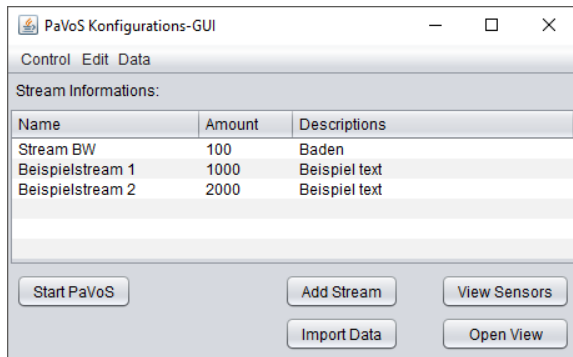 PaVoS Konfigurations-GUI
Control Edit Data
Stream Informations:
Name Amount Descriptions
Stream BW 100 Baden
Beispielstream 1 1000 Beispiel text
Beispielstream 2 2000 Beispiel text
Start PaVoS Add Stream View Sensors
Import Data Open View